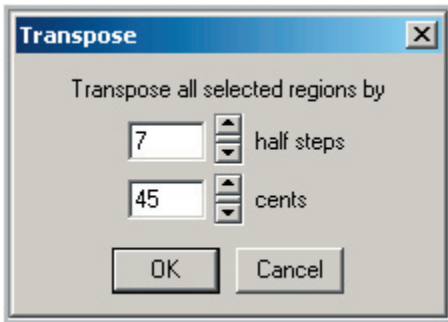 Transpose
Transpose all selected regions by
7 half steps
45 cents
OK Cancel